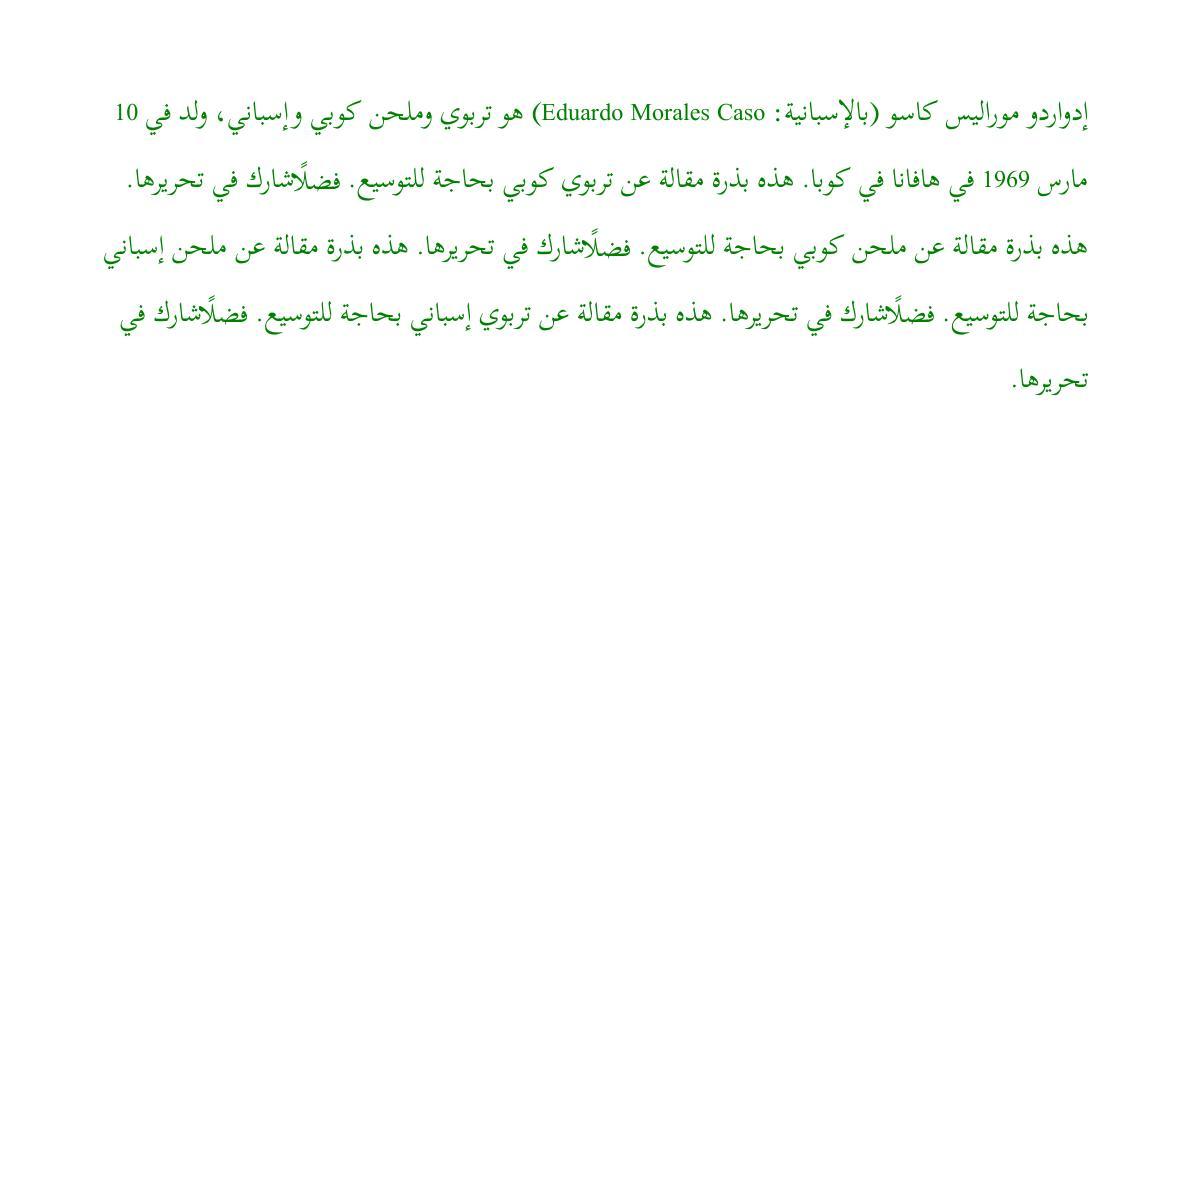 إدواردو موراليس كاسو (بالإسبانية: Eduardo Morales Caso) هو تربوي وملحن كوبي وإسباني، ولد في 10
مارس 1969 في هافانا في كوبا. هذه بذرة مقالة عن تربوي كوبي بحاجة للتوسيع. فضلًاشارك في تحريرها.
هذه بذرة مقالة عن ملحن كوبي بحاجة للتوسيع. فضلًاشارك في تحريرها. هذه بذرة مقالة عن ملحن إسباني
بحاجة للتوسيع. فضلًاشارك في تحريرها. هذه بذرة مقالة عن تربوي إسباني بحاجة للتوسيع. فضلًاشارك في
تحريرها.